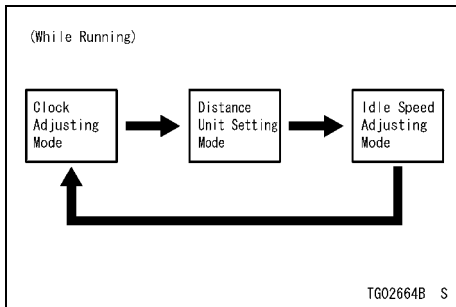 (While Running)
Clock
Adjusting
Mode
Distance
Unit Setting
Mode
Idle Speed
Adjusting
Mode
TG02664B S